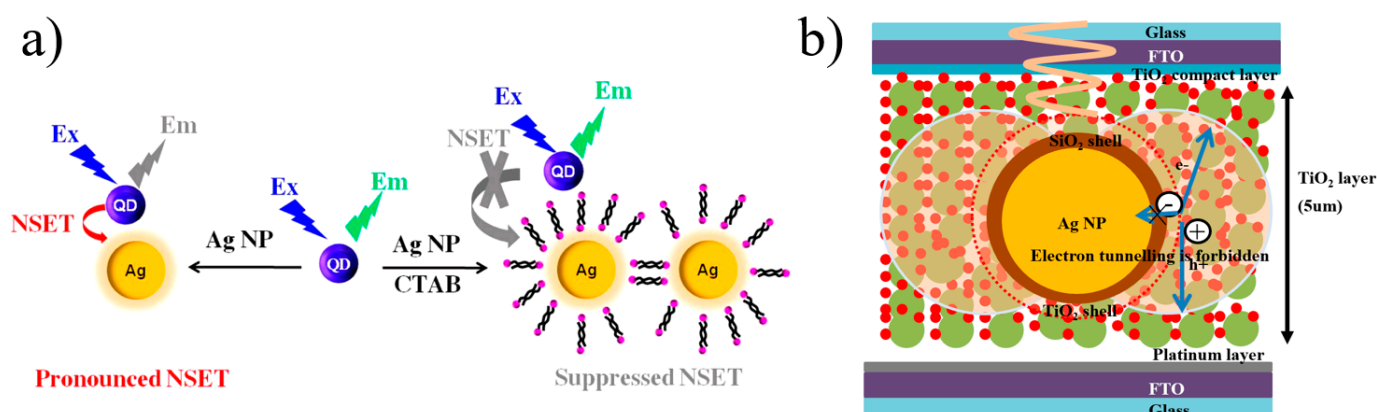 a)
Ex
Em
QD
NSET
Ag
Pronounced NSET
Ag NP
Ex
Em
QD
Ag NP
CTAB
Ex
Em
NSET
QD
Ag
Ag
Suppressed NSET
b)
Glass
FTO
TiO2 compact layer
SiO2 shell
e-
-
Ag NP
+
Electron tunnelling is forbidden
h+
TiO2 shell
TiO2 layer
(5um)
Platinum layer
FTO
Glass